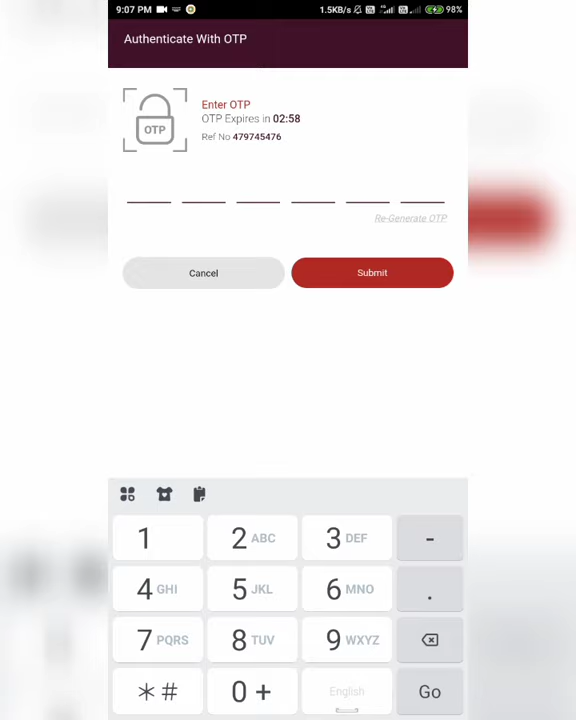 9:07 PM 1.5KB/s 98%
Authenticate With OTP
OTP
Enter OTP
OTP Expires in 02:58
Ref No 479745476
Re-Generate OTP
Cancel Submit
1 2 ABC 3 DEF -
4 GHI 5 JKL 6 MNO .
7 PQRS 8 TUV 9 WXYZ
*# 0 + English Go